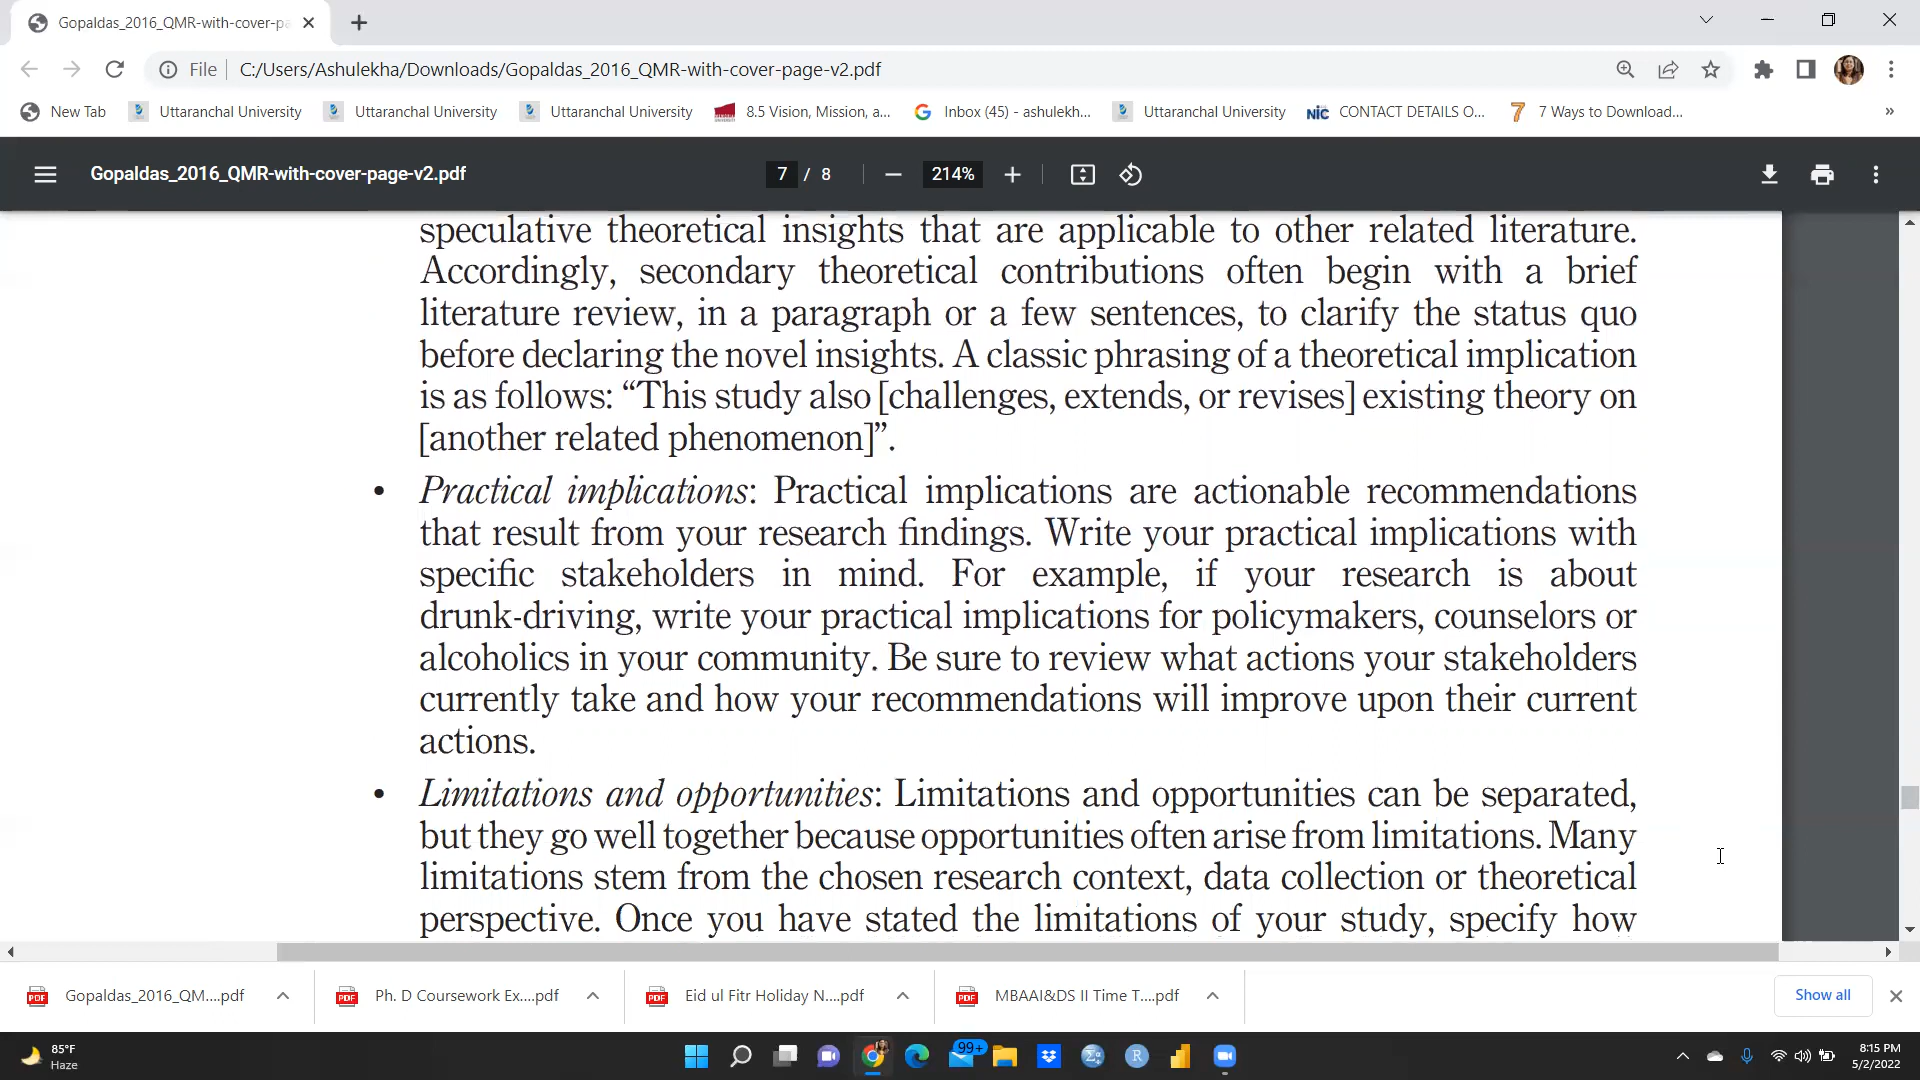 Gopaldas_2016_QMR-with-cover-pa
File
C:/Users/Ashulekha/Downloads/Gopaldas_2016_QMR-with-cover-page-v2.pdf
New Tab
Uttaranchal University
Uttaranchal University
Uttaranchal University
8.5 Vision, Mission, a...
Inbox (45) - ashulekh...
Uttaranchal University
NIC
CONTACT DETAILS O...
7 Ways to Download...
Gopaldas_2016_QMR-with-cover-page-v2.pdf
7 / 8
214%
speculative theoretical insights that are applicable to other related literature.
Accordingly, secondary theoretical contributions often begin with a brief
literature review, in a paragraph or a few sentences, to clarify the status quo
before declaring the novel insights. A classic phrasing of a theoretical implication
is as follows: “This study also [challenges, extends, or revises] existing theory on
[another related phenomenon]”.
• Practical implications: Practical implications are actionable recommendations
that result from your research findings. Write your practical implications with
specific stakeholders in mind. For example, if your research is about
drunk-driving, write your practical implications for policymakers, counselors or
alcoholics in your community. Be sure to review what actions your stakeholders
currently take and how your recommendations will improve upon their current
actions.
• Limitations and opportunities: Limitations and opportunities can be separated,
but they go well together because opportunities often arise from limitations. Many
limitations stem from the chosen research context, data collection or theoretical
perspective. Once you have stated the limitations of your study, specify how
Gopaldas_2016_QM....pdf
Ph. D Coursework Ex....pdf
Eid ul Fitr Holiday N....pdf
MBAAI&DS II Time T....pdf
Show all
85°F
Haze
99+
8:15 PM
5/2/2022